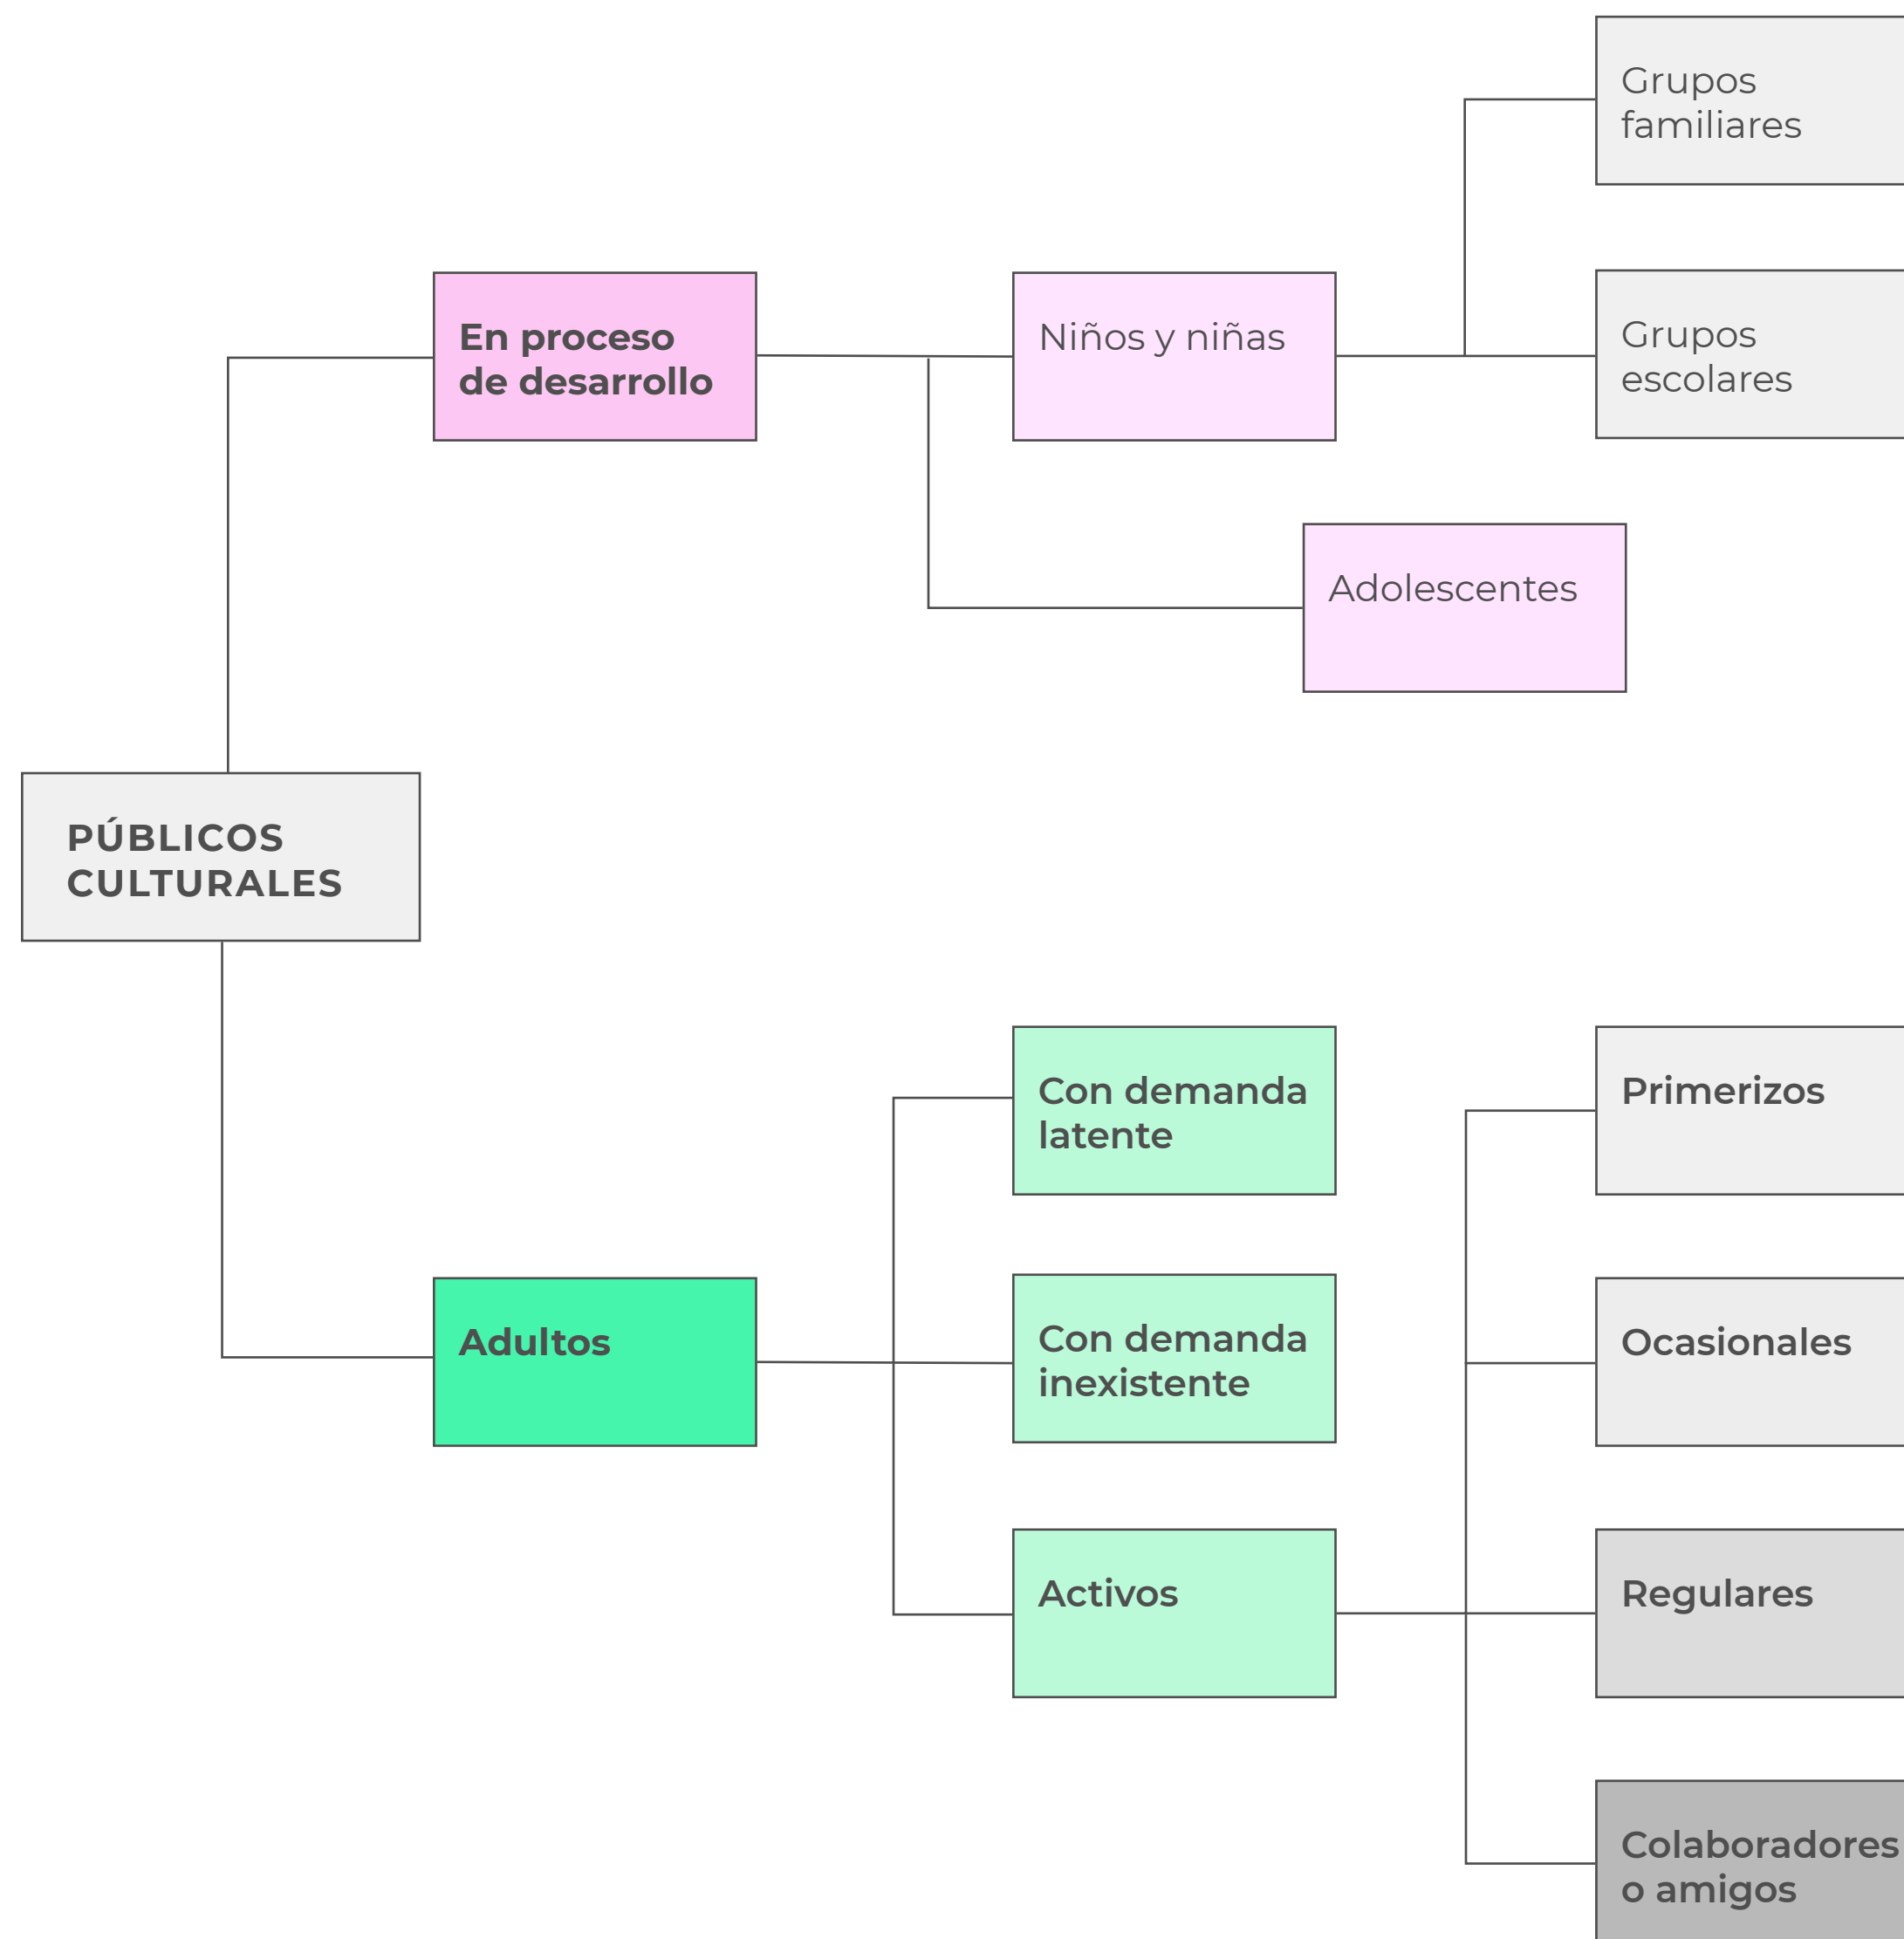 Grupos
familiares
En proceso
de desarrollo
Niños y niñas
Grupos
escolares
Adolescentes
PÚBLICOS
CULTURALES
Con demanda
latente
Primerizos
Adultos
Con demanda
inexistente
Ocasionales
Activos
Regulares
Colaboradores
o amigos